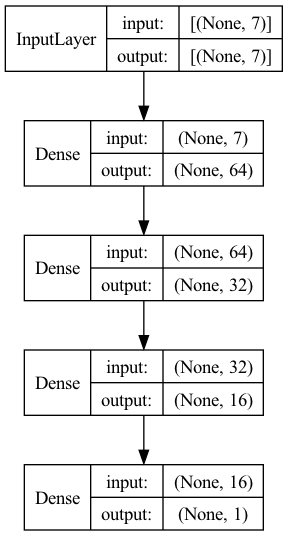 InputLayer
input: [(None, 7)]
output: [(None, 7)]
Dense
input: (None, 7)
output: (None, 64)
Dense
input: (None, 64)
output: (None, 32)
Dense
input: (None, 32)
output: (None, 16)
Dense
input: (None, 16)
output: (None, 1)